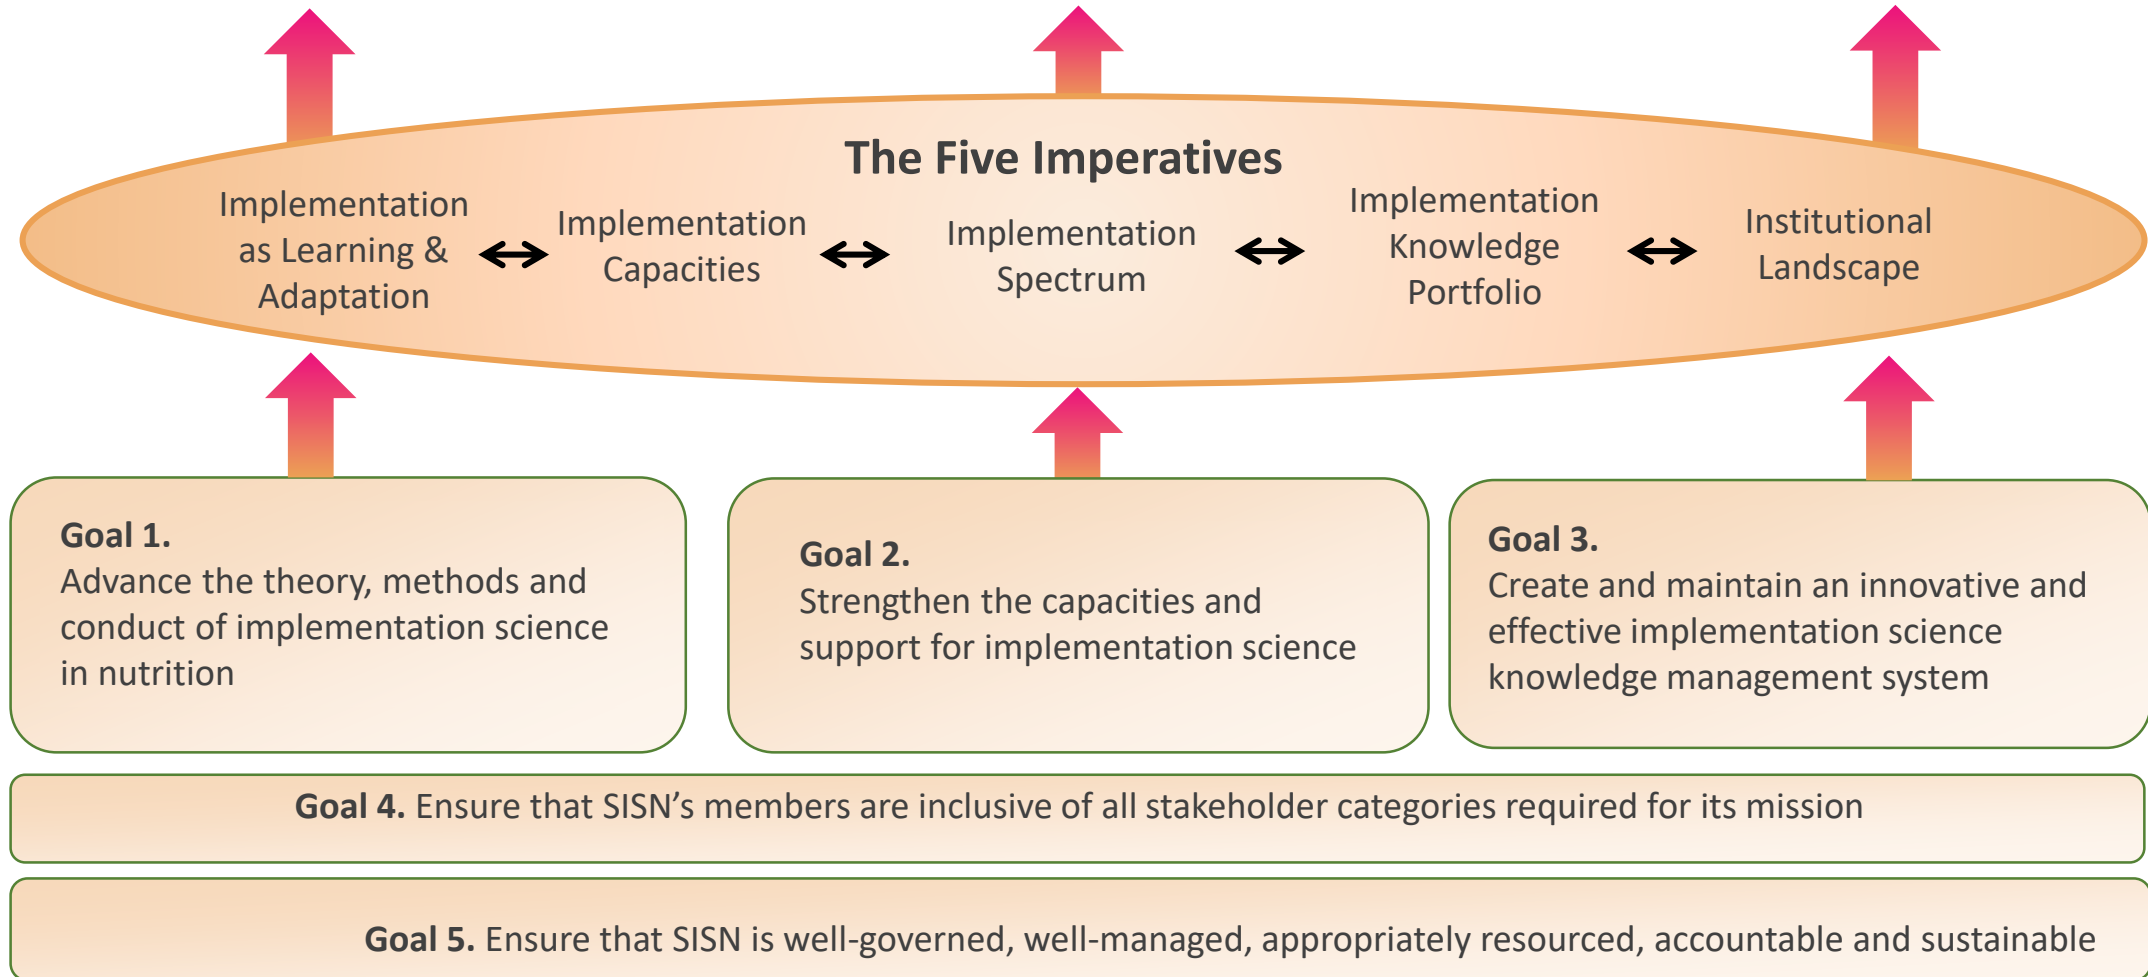 The Five Imperatives
Implementation
as Learning &
Adaptation
Implementation
Capacities
Implementation
Spectrum
Implementation
Knowledge
Portfolio
Institutional
Landscape
Goal 1.
Advance the theory, methods and
conduct of implementation science
in nutrition
Goal 2.
Strengthen the capacities and
support for implementation science
Goal 3.
Create and maintain an innovative and
effective implementation science
knowledge management system
Goal 4. Ensure that SISN’s members are inclusive of all stakeholder categories required for its mission
Goal 5. Ensure that SISN is well-governed, well-managed, appropriately resourced, accountable and sustainable